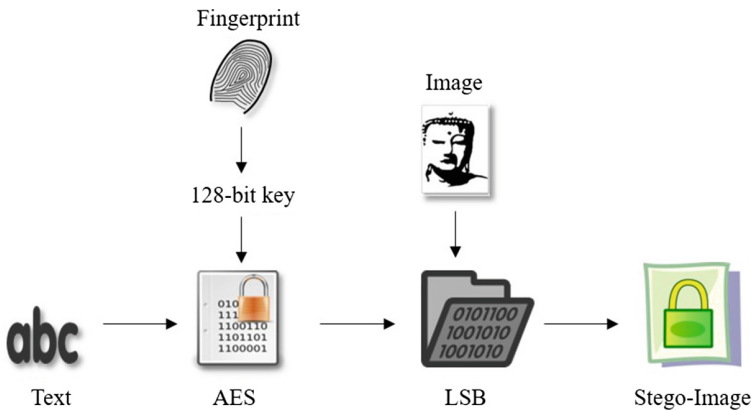 Fingerprint
Image
128-bit key
abc
1100110
1101101
1100001
0101100
1001010
1001010
Text
AES
LSB
Stego-Image